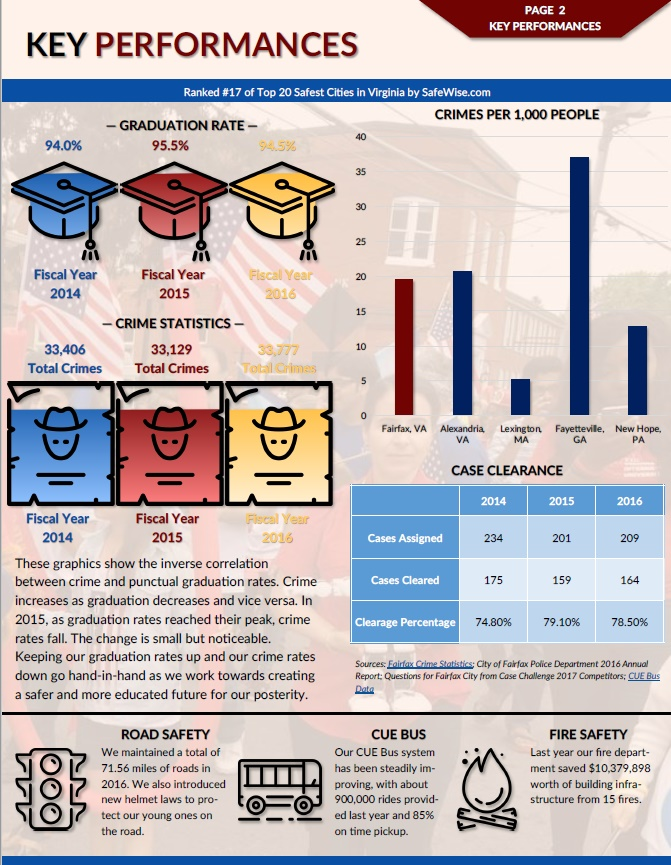 PAGE 2
KEY PERFORMANCES
KEY PERFORMANCES
Ranked #17 of Top 20 Safest Cities in Virginia by SafeWise.com
— GRADUATION RATE —
94.0% 95.5% 94.5%
Fiscal Year 2014
Fiscal Year 2015
Fiscal Year 2016
— CRIME STATISTICS —
33,406 Total Crimes
33,129 Total Crimes
33,777 Total Crimes
Fiscal Year 2014
Fiscal Year 2015
Fiscal Year 2016
These graphics show the inverse correlation
between crime and punctual graduation rates. Crime
increases as graduation decreases and vice versa. In
2015, as graduation rates reached their peak, crime
rates fall. The change is small but noticeable.
Keeping our graduation rates up and our crime rates
down go hand-in-hand as we work towards creating
a safer and more educated future for our posterity.
CRIMES PER 1,000 PEOPLE
40
35
30
25
20
15
10
5
0
Fairfax, VA
Alexandria, VA
Lexington, MA
Fayetteville, GA
New Hope, PA
CASE CLEARANCE
2014 2015 2016
Cases Assigned 234 201 209
Cases Cleared 175 159 164
Clearage Percentage 74.80% 79.10% 78.50%
Sources; Fairfax Crime Statistics; City of Fairfax Police Department 2016 Annual
Report; Questions for Fairfax City from Case Challenge 2017 Competitors; CUE Bus
Data
ROAD SAFETY
We maintained a total of
71.56 miles of roads in
2016. We also introduced
new helmet laws to pro-
tect our young ones on
the road.
CUE BUS
Our CUE Bus system
has been steadily im-
proving, with about
900,000 rides provid-
ed last year and 85%
on time pickup.
FIRE SAFETY
Last year our fire depart-
ment saved $10,379,898
worth of building infra-
structure from 15 fires.